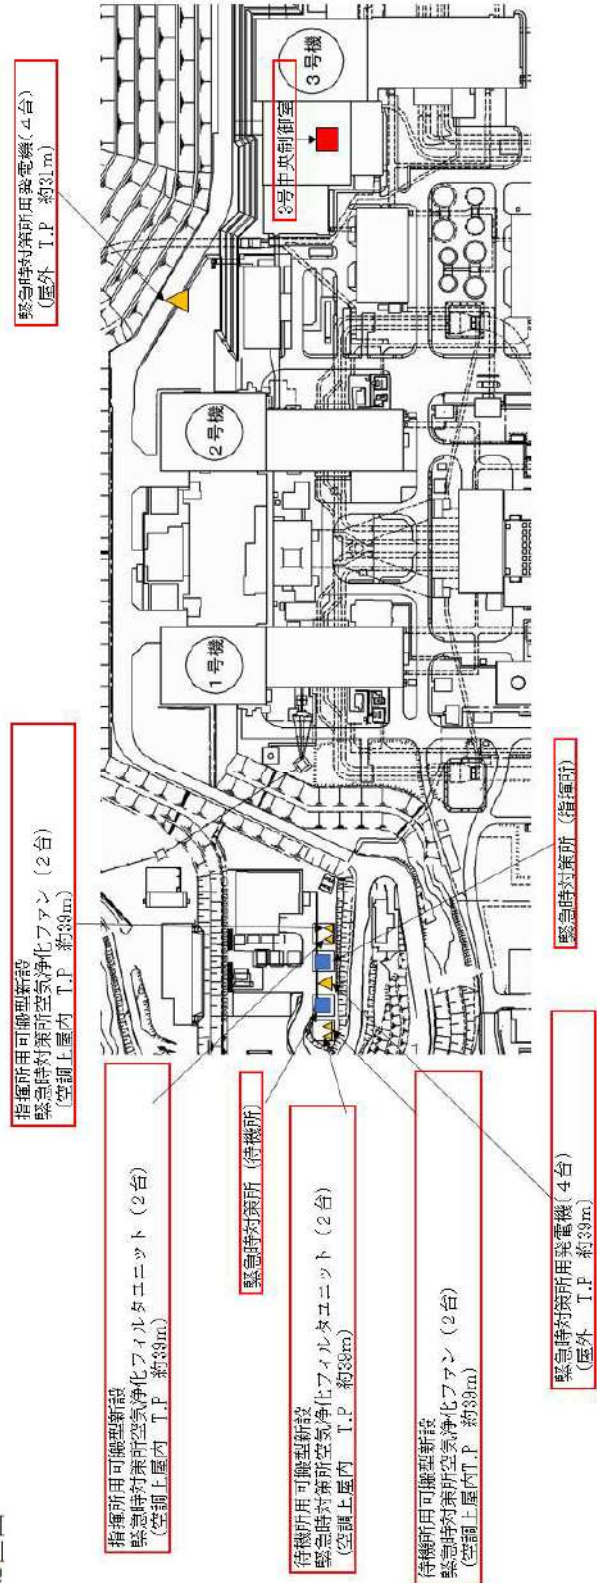 緊急時対策所用発電機(4台)
(屋外 T.P 約31m)
3号中央制御室
3号機
2号機
1号機
指揮所用可搬型新設
緊急時対策所空気浄化ファン(2台)
(空調上屋内 T.P 約39m)
指揮所用可搬型新設
緊急時対策所空気浄化フィルタユニット(2台)
(空調上屋内 T.P 約39m)
緊急時対策所(待機所)
待機所用可搬型新設
緊急時対策所空気浄化フィルタユニット(2台)
(空調上屋内 T.P 約39m)
待機所用可搬型新設
緊急時対策所空気浄化ファン(2台)
(空調上屋内T.P 約39m)
緊急時対策所用発電機(4台)
(屋外 T.P 約39m)
緊急時対策所(指揮所)